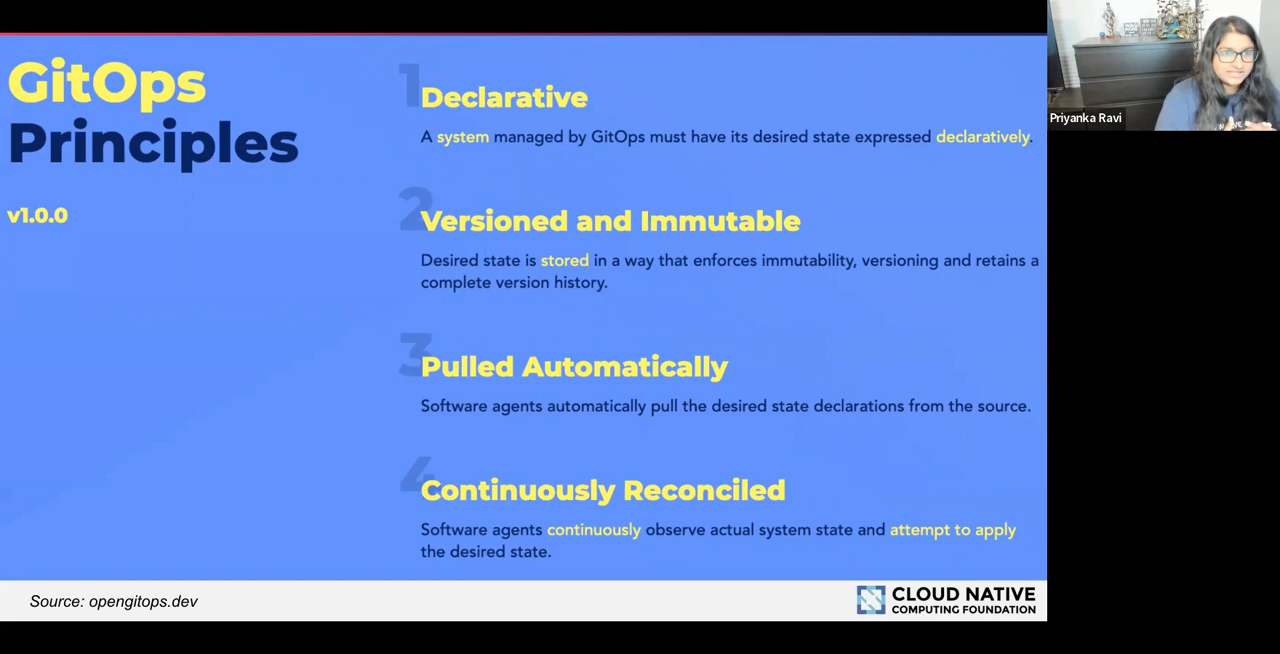 GitOps
Principles
v1.0.0
1
Declarative
A system managed by GitOps must have its desired state expressed declaratively.
2
Versioned and Immutable
Desired state is stored in a way that enforces immutability, versioning and retains a
complete version history.
3
Pulled Automatically
Software agents automatically pull the desired state declarations from the source.
4
Continuously Reconciled
Software agents continuously observe actual system state and attempt to apply
the desired state.
Source: opengitops.dev
CLOUD NATIVE
COMPUTING FOUNDATION
Priyanka Ravi